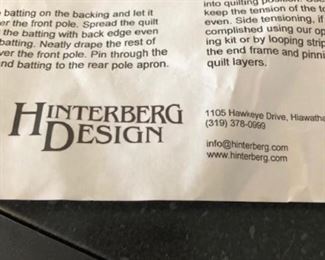 batting on the backing and let it
er the front pole. Spread the quilt
the batting with back edge even
batting. Neatly drape the rest of
ver the front pole. Pin through the
nd batting to the rear pole apron.
into quilting position.
keep the tension of the to
even. Side tensioning, if
complished using our op
ing kit or by looping strip
the end frame and pinni
quilt layers.
HINTERBERG
DESIGN
1105 Hawkeye Drive, Hiawatha
(319) 378-0999
info@hinterberg.com
www.hinterberg.com